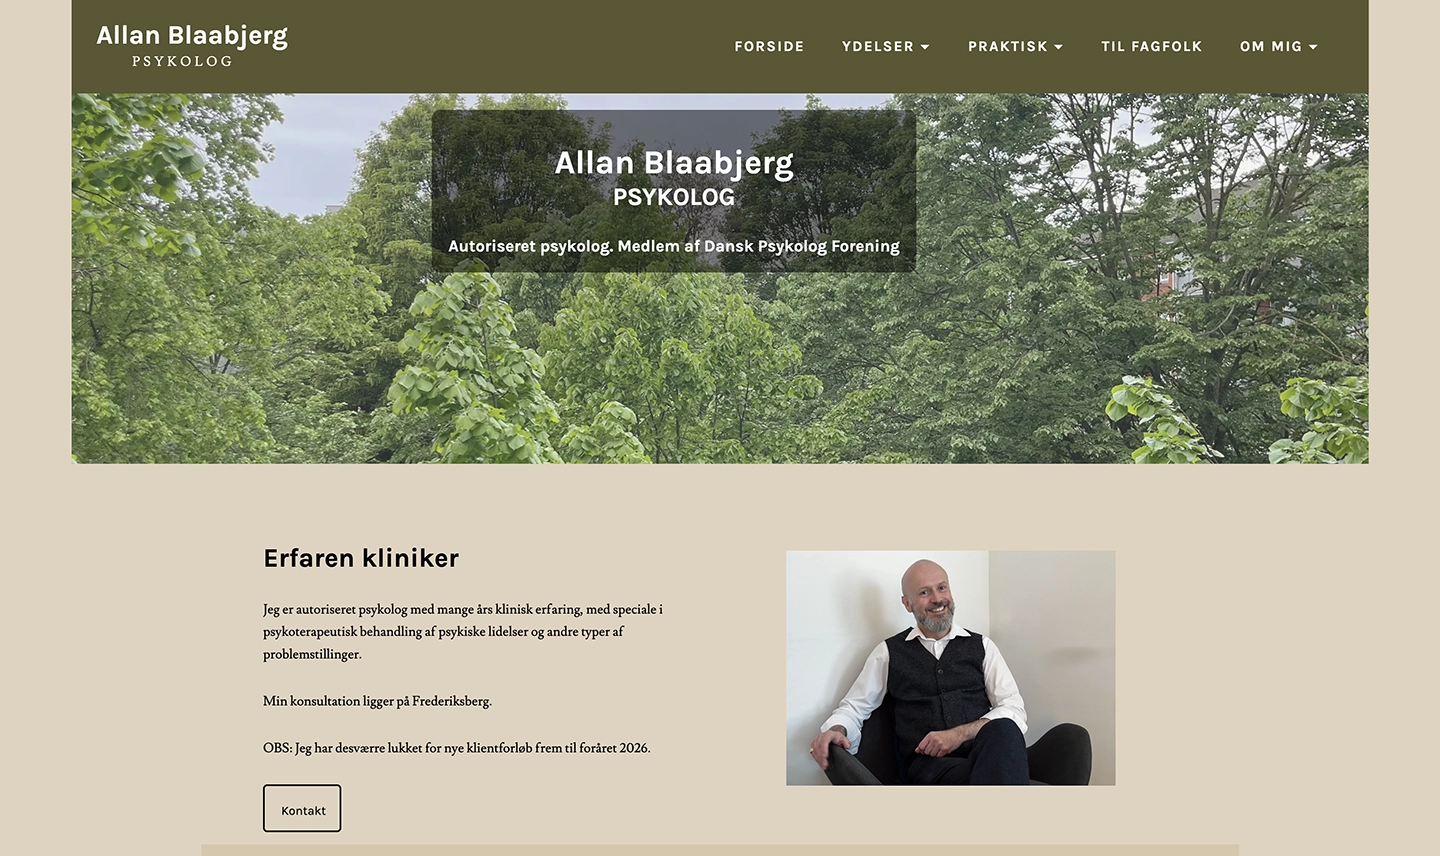 Allan Blaabjerg
PSYKOLOG
FORSIDE YDELSER PRAKTISK TIL FAGFOLK OM MIG
Allan Blaabjerg
PSYKOLOG
Autoriseret psykolog. Medlem af Dansk Psykolog Forening
Erfaren kliniker
Jeg er autoriseret psykolog med mange års klinisk erfaring, med speciale i
psykoterapeutisk behandling af psykiske lidelser og andre typer af
problemstillinger.
Min konsultation ligger på Frederiksberg.
OBS: Jeg har desværre lukket for nye klientforløb frem til foråret 2026.
Kontakt